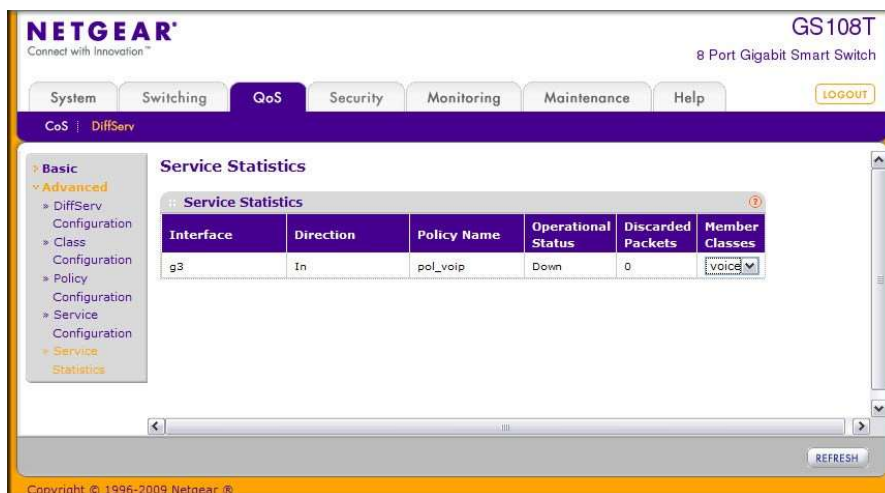 NETGEAR®
Connect with Innovation™
GS108T
8 Port Gigabit Smart Switch
System Switching QoS Security Monitoring Maintenance Help LOGOUT
CoS DiffServ
Basic
Advanced
» DiffServ
Configuration
» Class
Configuration
» Policy
Configuration
» Service
Configuration
» Service
Statistics
Service Statistics
Service Statistics
Interface Direction Policy Name Operational Status Discarded Packets Member Classes
g3 In pol_voip Down 0 voice
REFRESH
Copyright © 1996-2009 Netgear ®